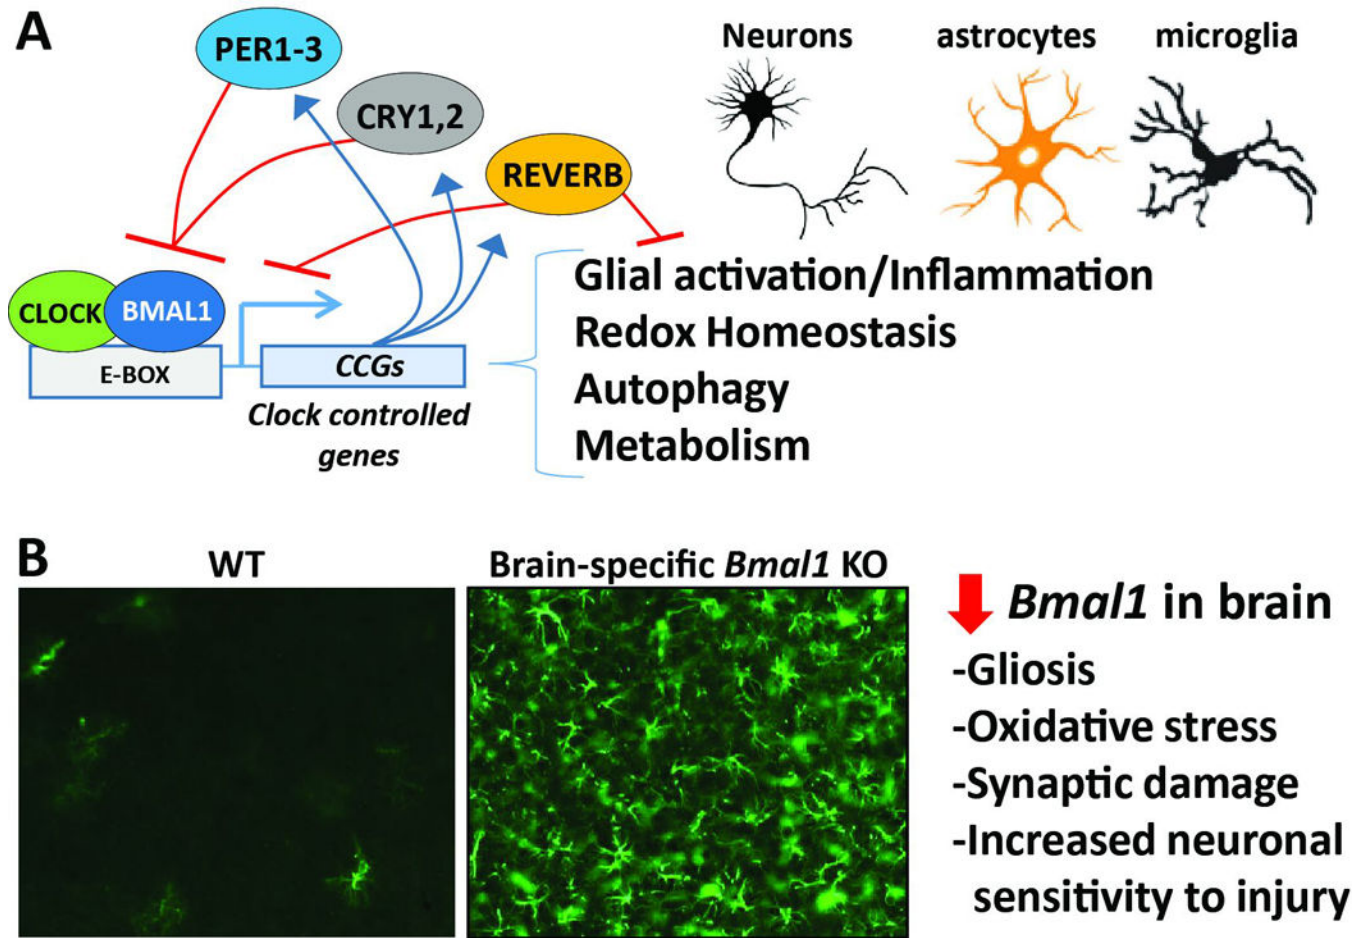 A
PER1-3
CRY1,2
REVERB
Neurons
astrocytes
microglia
CLOCK
BMAL1
E-BOX
CCGs
Clock controlled
genes
Glial activation/Inflammation
Redox Homeostasis
Autophagy
Metabolism
B
WT
Brain-specific Bmal1 KO
Bmal1 in brain
-Gliosis
-Oxidative stress
-Synaptic damage
-Increased neuronal
sensitivity to injury